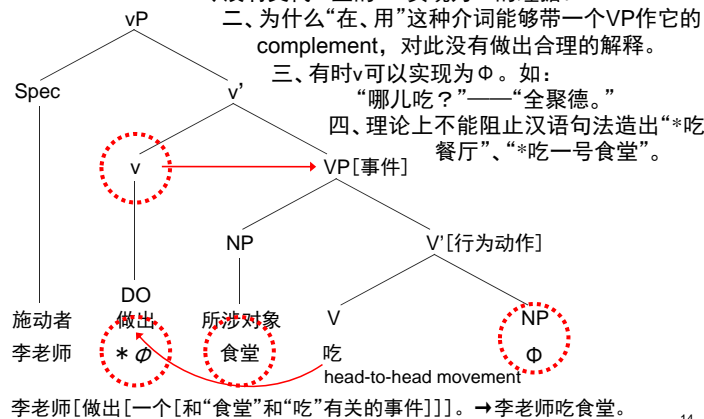 vP
二、为什么“在、用”这种介词能够带一个VP作它的
complement，对此没有做出合理的解释。
Spec
v’
三、有时v可以实现为Φ。如：
“哪儿吃？”——“全聚德。”
四、理论上不能阻止汉语句法造出“*吃
餐厅”、“*吃一号食堂”。
v
VP[事件]
NP
V’[行为动作]
DO
施动者 做出 所涉对象 V NP
李老师 *Φ 食堂 吃 Φ
head-to-head movement
李老师[做出[一个[和“食堂”和“吃”有关的事件]]]。→李老师吃食堂。
14